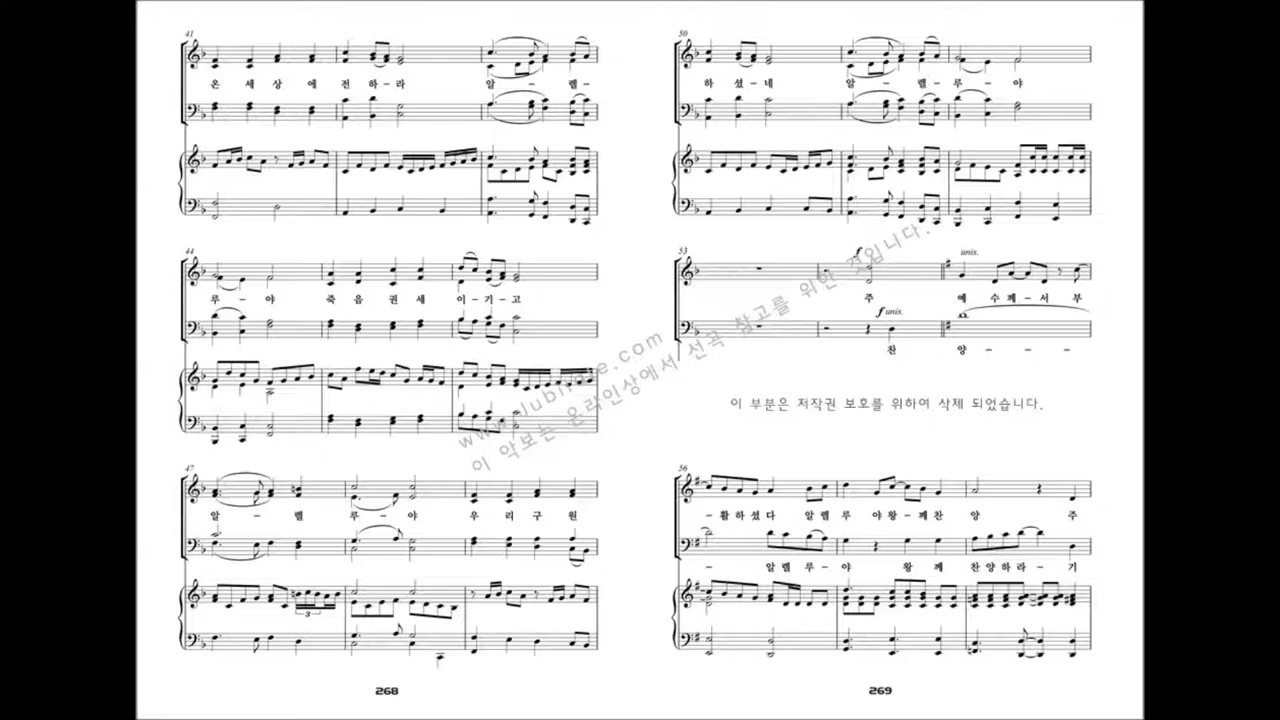 41
온 세 상 에 전 하 - 라 알 - 렐 -
44
루 - 야 죽 음 권 세 이 - 기 - 고
47
알 - 렐 루 - 야 우 리 구 원
3
268
50
하 셨 - 네 알 - 렐 - 루 - 야
53
f
unis.
주 예 수 께 - 서 부
f unis.
찬 양 - - -
이 부분은 저작권 보호를 위하여 삭제 되었습니다.
56
- 활 하 셨 다 알 렐 루 야 왕 - 께 찬 양 주
- 알 렐 루 - 야 왕 께 찬 양 하 라 - 기
269
이 악보는 온라인상에서 선곡 참고를 위한 것입니다.